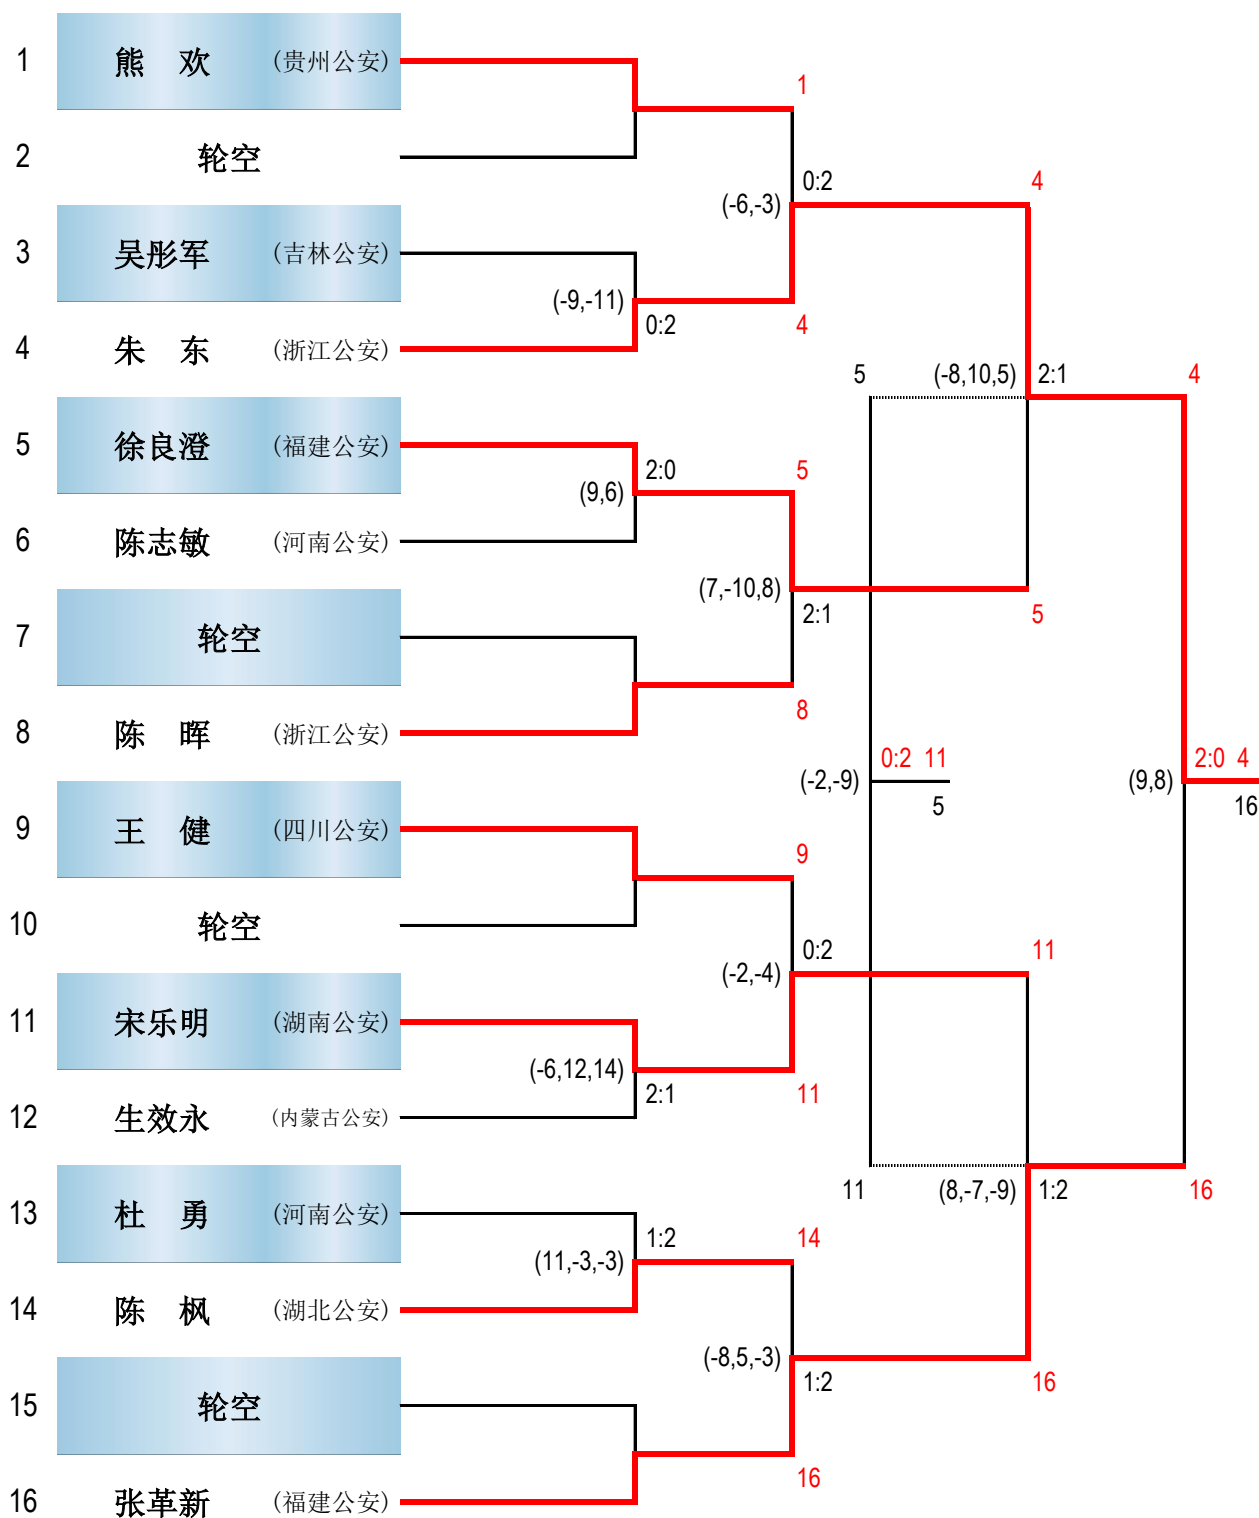 1 熊 欢 (贵州公安)
1
2 轮空
0:2 4
(-6,-3)
3 吴彤军 (吉林公安)
(-9,-11)
0:2 4
4 朱 东 (浙江公安)
5 (-8,10,5) 2:1 4
5 徐良澄 (福建公安)
2:0 5
(9,6)
6 陈志敏 (河南公安)
(7,-10,8)
2:1 5
7 轮空
8
8 陈 晖 (浙江公安)
0:2 11 2:0 4
(-2,-9) (9,8)
5 16
9 王 健 (四川公安)
9
10 轮空
0:2 11
(-2,-4)
11 宋乐明 (湖南公安)
(-6,12,14)
2:1 11
12 生效永 (内蒙古公安)
11 (8,-7,-9) 1:2 16
13 杜 勇 (河南公安)
1:2 14
(11,-3,-3)
14 陈 枫 (湖北公安)
(-8,5,-3)
1:2 16
15 轮空
16
16 张革新 (福建公安)